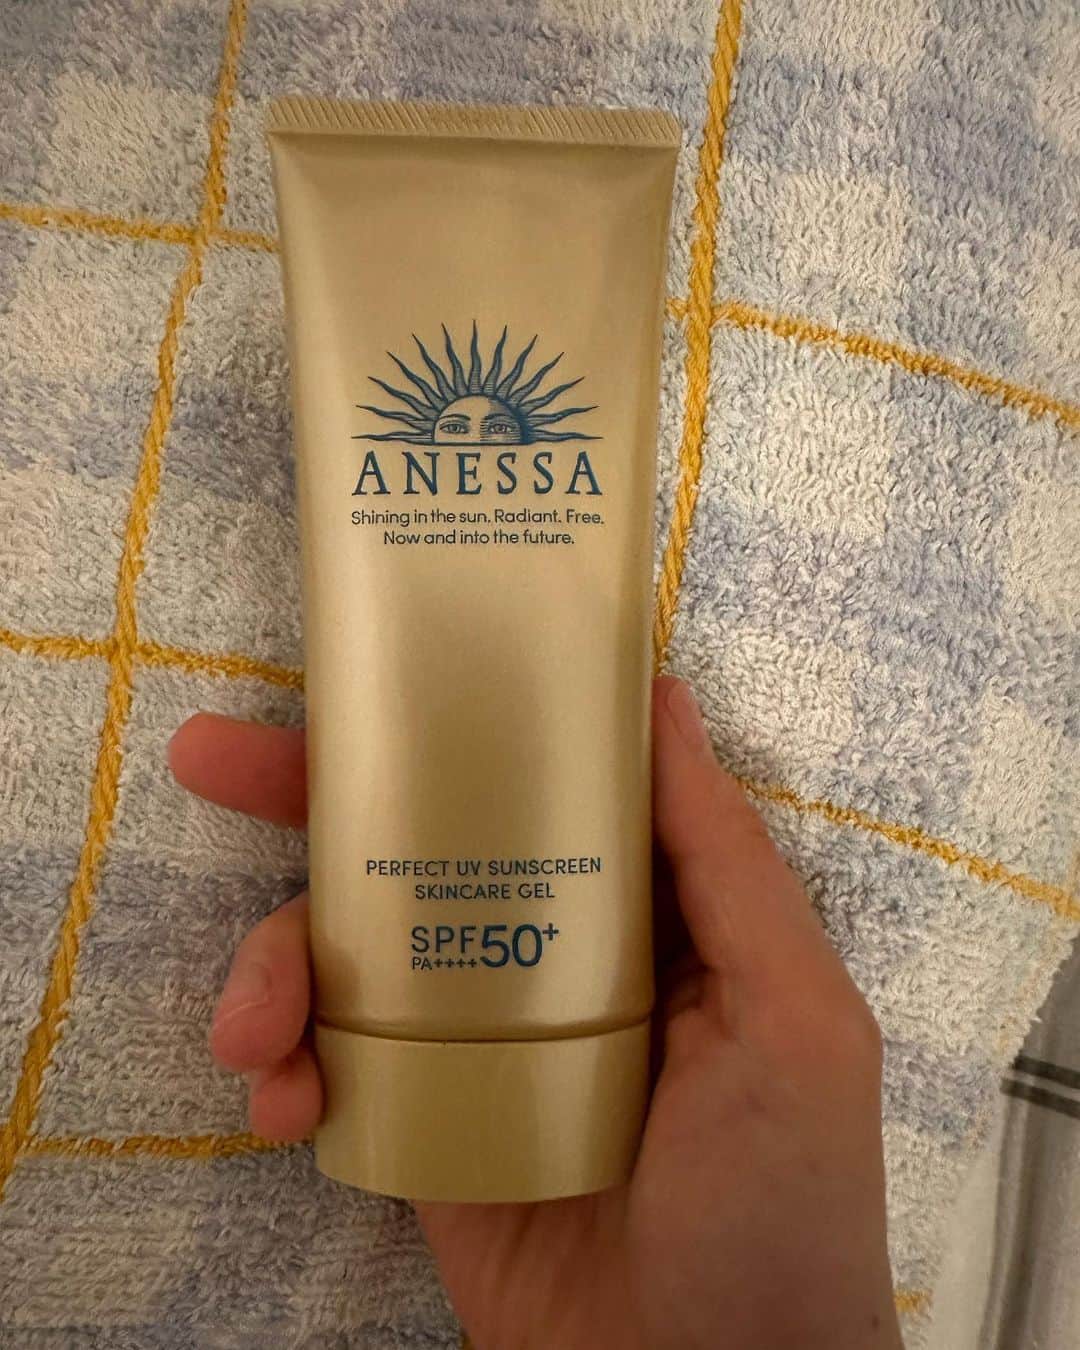 ANESSA
Shining in the sun. Radiant. Free.
Now and into the future.
PERFECT UV SUNSCREEN
SKINCARE GEL
SPF50+
PA++++